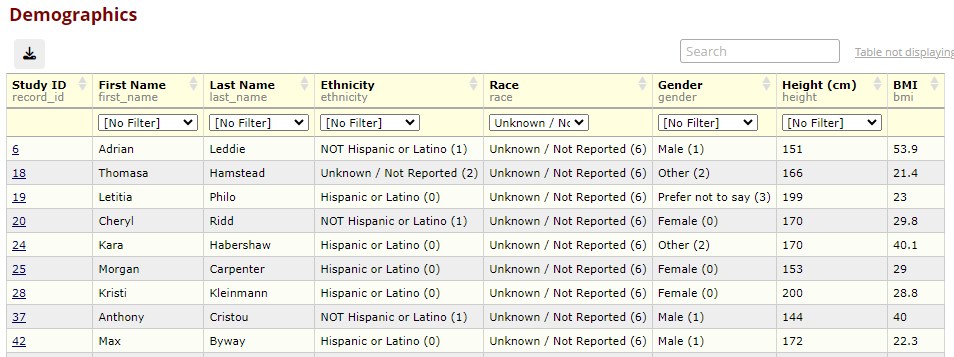 Demographics
Search Table not displaying
Study ID First Name Last Name Ethnicity Race Gender Height (cm) BMI
record_id first_name last_name ethnicity race gender height bmi
[No Filter] [No Filter] [No Filter] Unknown / No [No Filter] [No Filter]
6 Adrian Leddie NOT Hispanic or Latino (1) Unknown / Not Reported (6) Male (1) 151 53.9
18 Thomasa Hamstead Unknown / Not Reported (2) Unknown / Not Reported (6) Other (2) 166 21.4
19 Letitia Philo Hispanic or Latino (0) Unknown / Not Reported (6) Prefer not to say (3) 199 23
20 Cheryl Ridd NOT Hispanic or Latino (1) Unknown / Not Reported (6) Female (0) 170 29.8
24 Kara Habershaw Hispanic or Latino (0) Unknown / Not Reported (6) Other (2) 170 40.1
25 Morgan Carpenter Hispanic or Latino (0) Unknown / Not Reported (6) Female (0) 153 29
28 Kristi Kleinmann Hispanic or Latino (0) Unknown / Not Reported (6) Female (0) 200 28.8
37 Anthony Cristou NOT Hispanic or Latino (1) Unknown / Not Reported (6) Male (1) 144 40
42 Max Byway Hispanic or Latino (0) Unknown / Not Reported (6) Male (1) 172 22.3